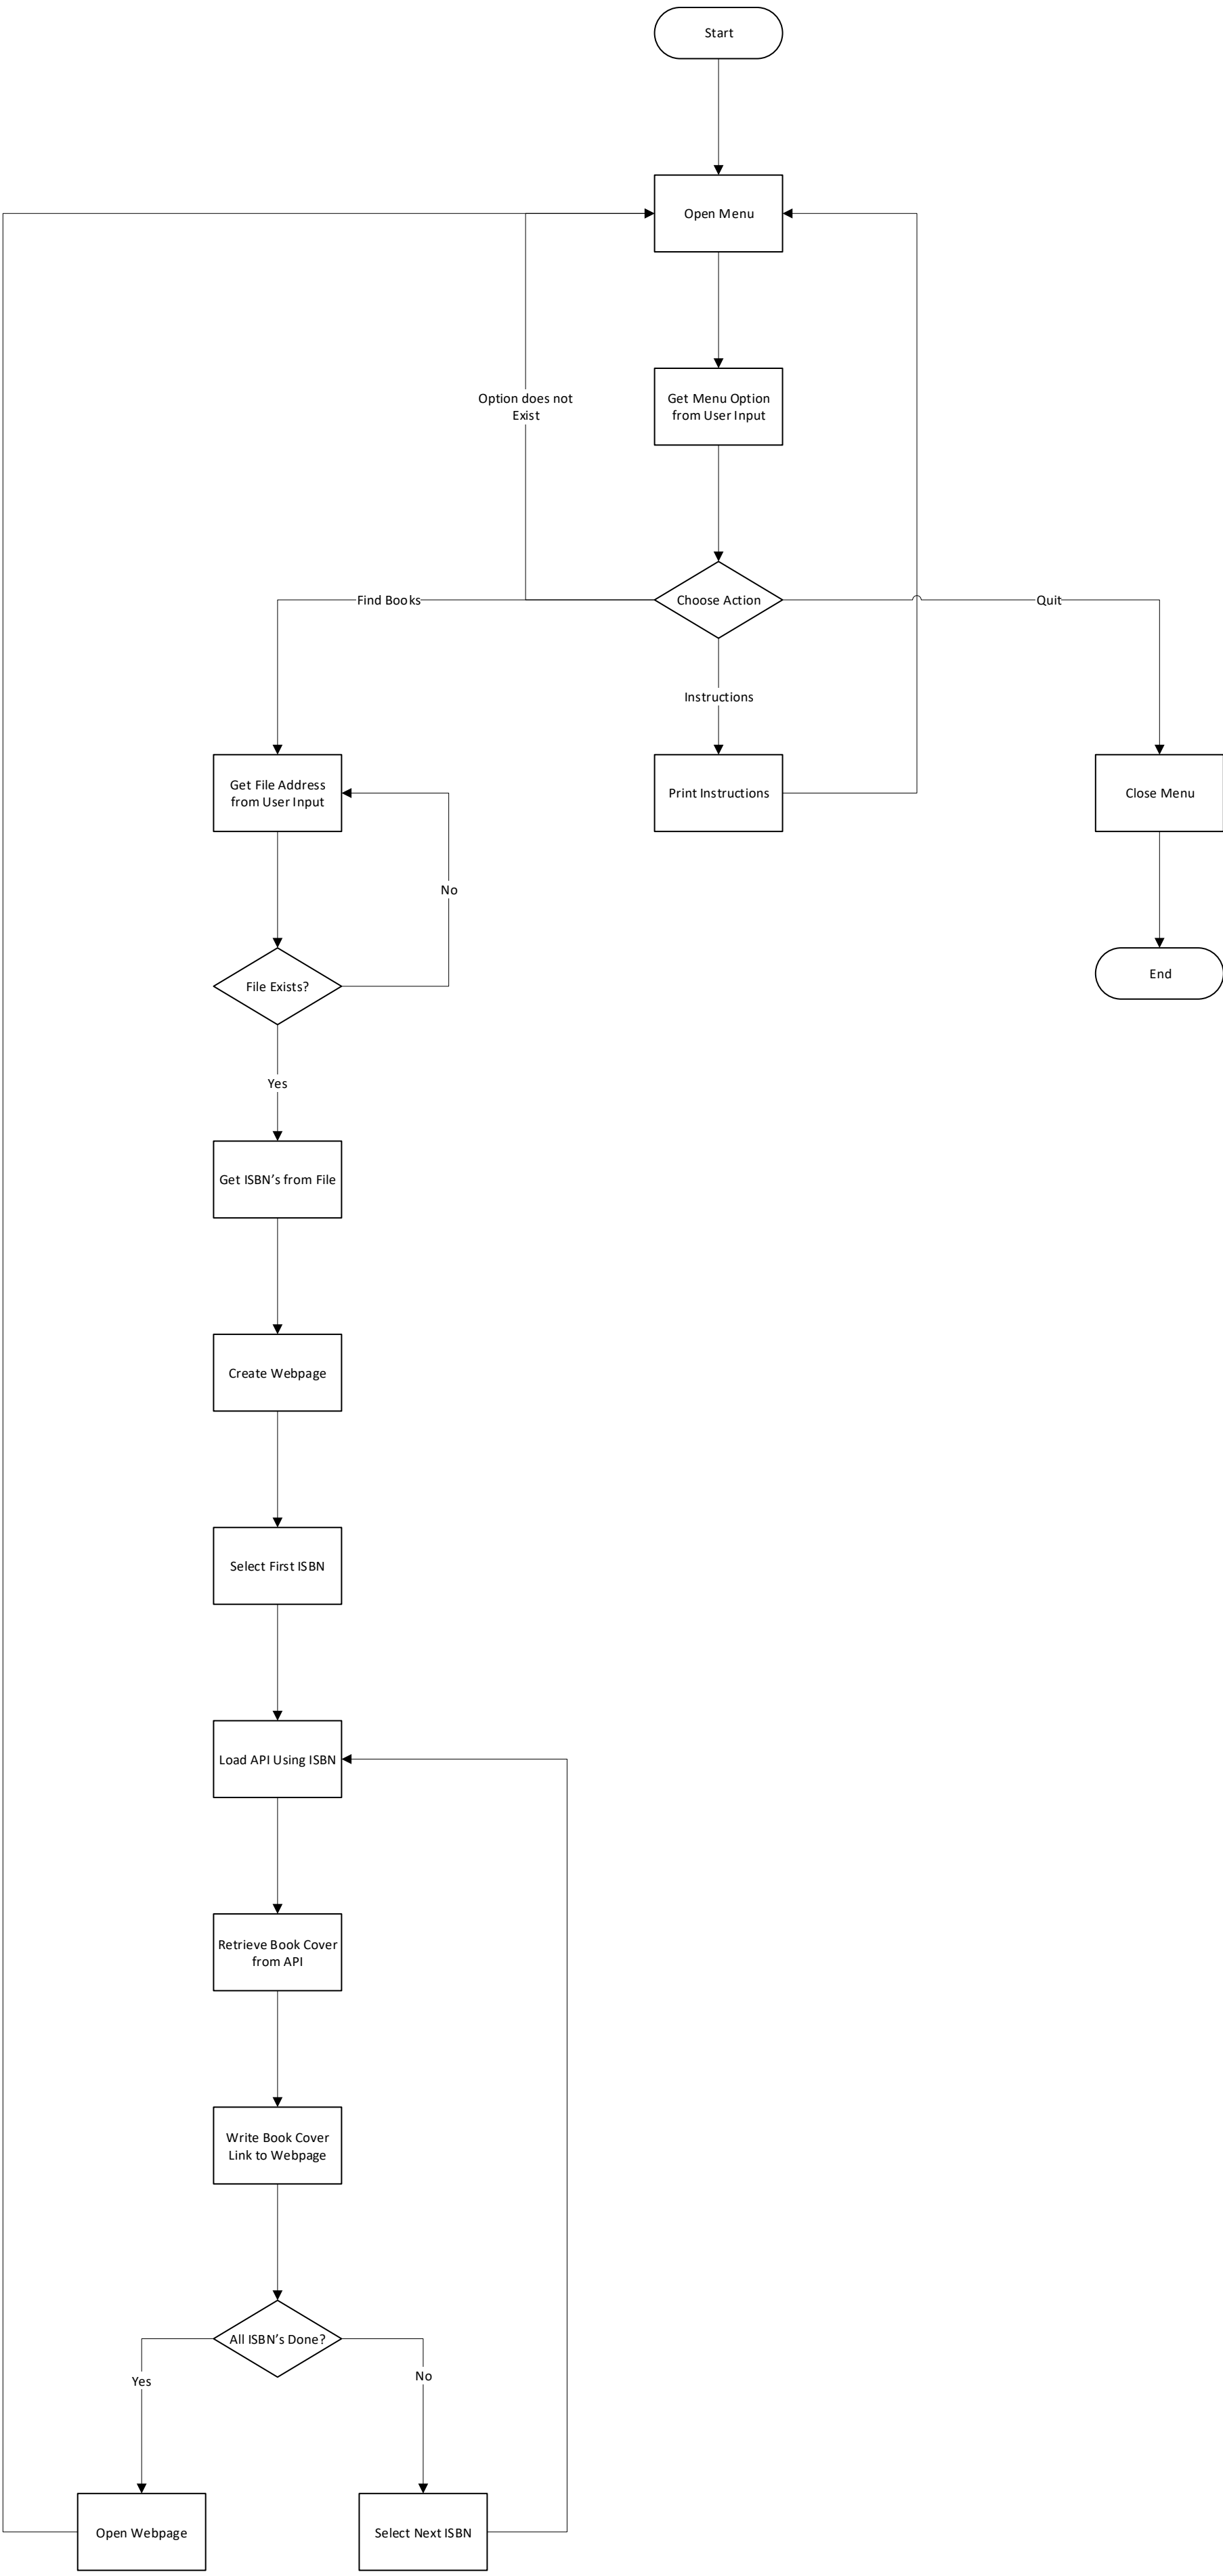 Start
Open Menu
Option does not
Exist
Get Menu Option
from User Input
Find Books
Choose Action
Quit
Instructions
Get File Address
from User Input
Print Instructions
Close Menu
No
File Exists?
End
Yes
Get ISBN’s from File
Create Webpage
Select First ISBN
Load API Using ISBN
Retrieve Book Cover
from API
Write Book Cover
Link to Webpage
All ISBN’s Done?
Yes
No
Open Webpage
Select Next ISBN